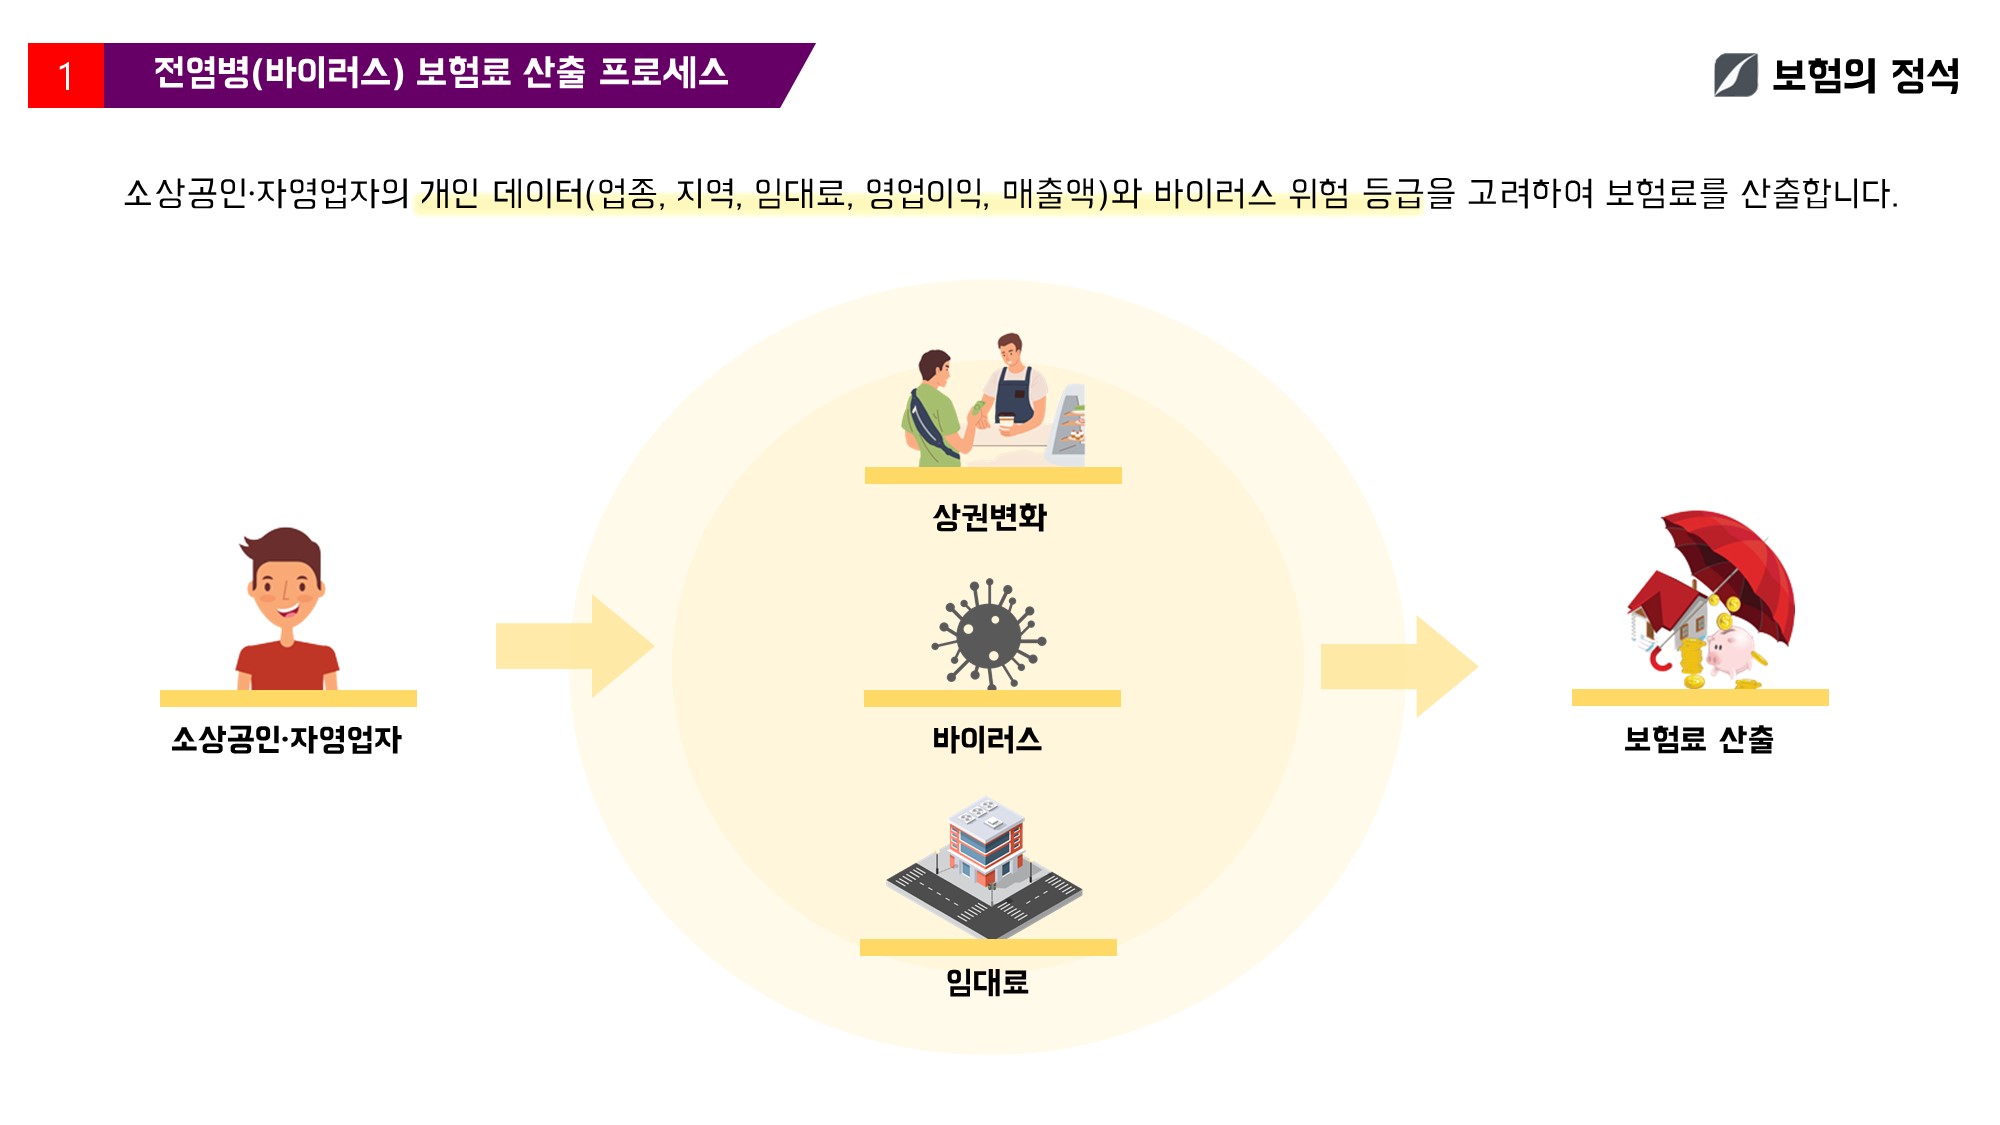 1
전염병(바이러스) 보험료 산출 프로세스
보험의 정석
소상공인·자영업자의 개인 데이터(업종, 지역, 임대료, 영업이익, 매출액)와 바이러스 위험 등급을 고려하여 보험료를 산출합니다.
상권변화
소상공인·자영업자
바이러스
보험료 산출
임대료